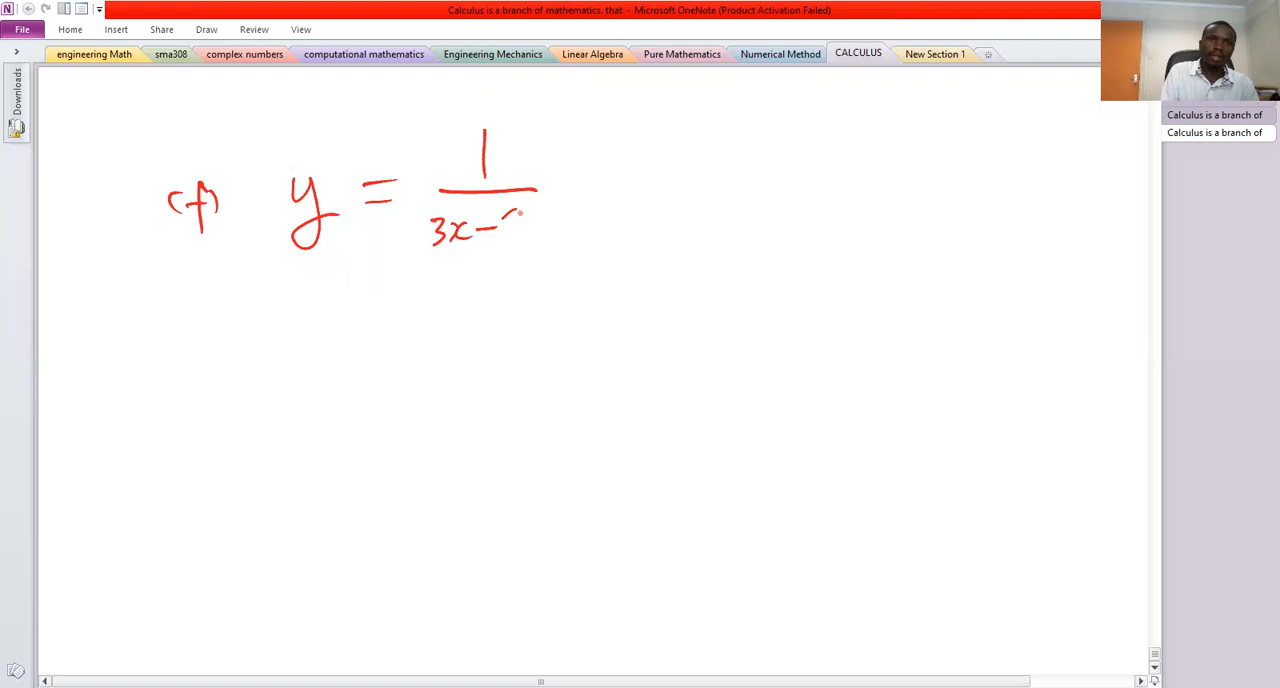 Calculus is a branch of mathematics. that - Microsoft OneNote (Product Activation Failed)
File Home Insert Share Draw Review View
engineering Math sma308 complex numbers computational mathematics Engineering Mechanics Linear Algebra Pure Mathematics Numerical Method CALCULUS New Section 1
Downloads
Calculus is a branch of
Calculus is a branch of
(f) y = 1
3x-